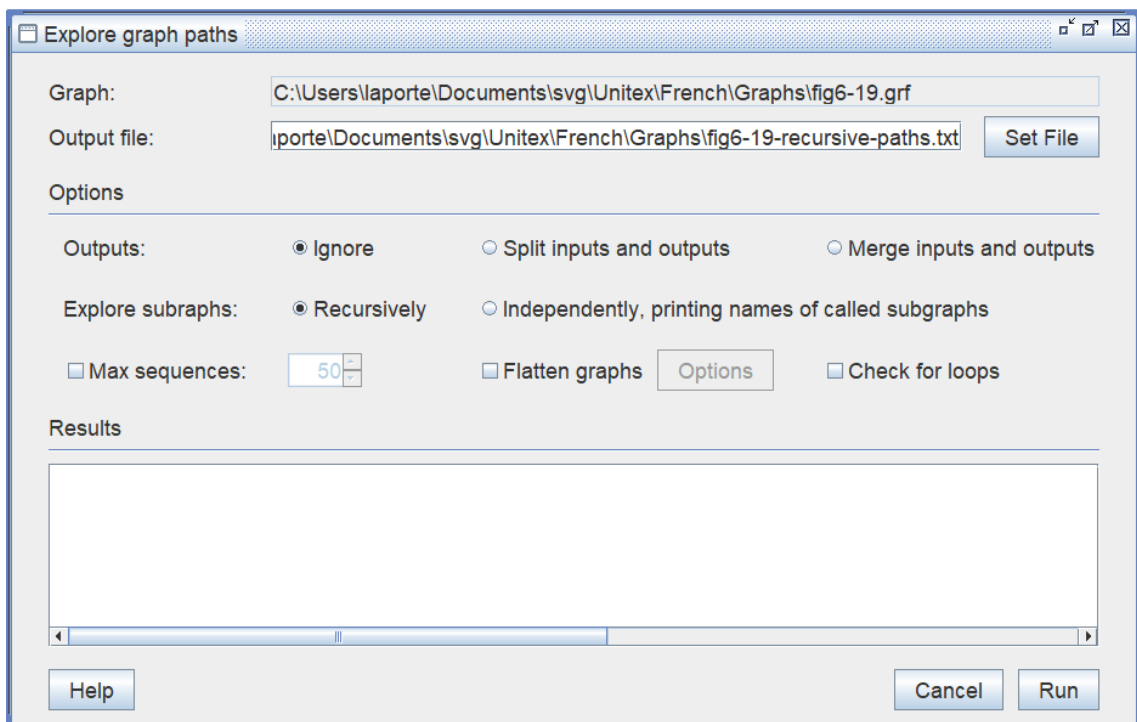 Explore graph paths
Graph: C:\Users\laporte\Documents\svg\Unitex\French\Graphs\fig6-19.grf
Output file: aporte\Documents\svg\Unitex\French\Graphs\fig6-19-recursive-paths.txt Set File
Options
Outputs: Ignore Split inputs and outputs Merge inputs and outputs
Explore subraphs: Recursively Independently, printing names of called subgraphs
Max sequences: 50 Flatten graphs Options Check for loops
Results
Help Cancel Run